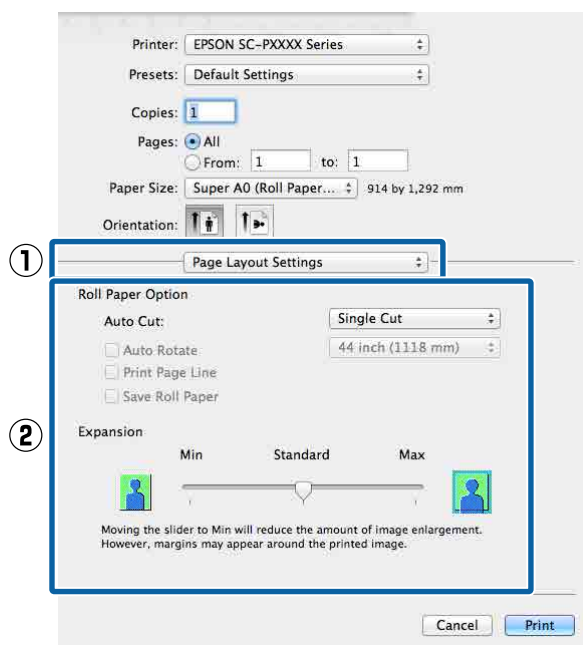 Printer: EPSON SC-PXXXX Series
Presets: Default Settings
Copies: 1
Pages: All
From: 1 to: 1
Paper Size: Super A0 (Roll Paper... 914 by 1,292 mm
Orientation:
① Page Layout Settings
②
Roll Paper Option
Auto Cut: Single Cut
Auto Rotate 44 inch (1118 mm)
Print Page Line
Save Roll Paper
Expansion
Min Standard Max
Moving the slider to Min will reduce the amount of image enlargement.
However, margins may appear around the printed image.
Cancel Print